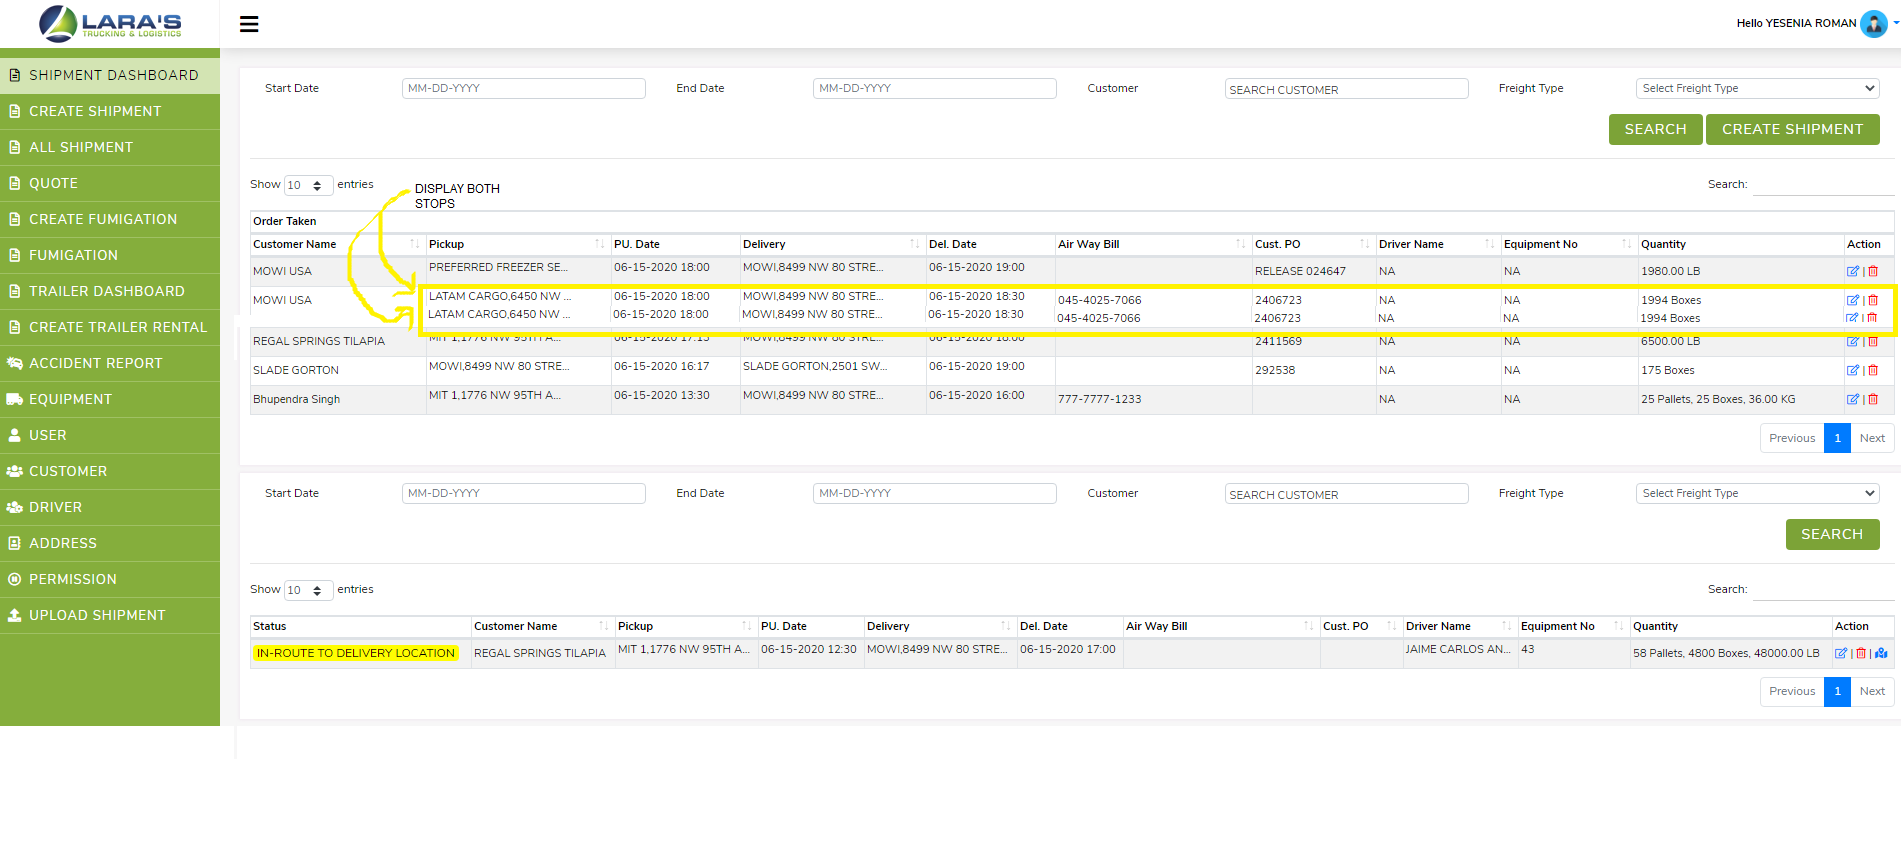 LARA'S
TRUCKING & LOGISTICS
Hello YESENIA ROMAN
SHIPMENT DASHBOARD
CREATE SHIPMENT
ALL SHIPMENT
QUOTE
CREATE FUMIGATION
FUMIGATION
TRAILER DASHBOARD
CREATE TRAILER RENTAL
ACCIDENT REPORT
EQUIPMENT
USER
CUSTOMER
DRIVER
ADDRESS
PERMISSION
UPLOAD SHIPMENT
Start Date MM-DD-YYYY End Date MM-DD-YYYY Customer SEARCH CUSTOMER Freight Type Select Freight Type
SEARCH CREATE SHIPMENT
Show 10 entries Search:
DISPLAY BOTH
STOPS
Order Taken
Customer Name Pickup PU. Date Delivery Del. Date Air Way Bill Cust. PO Driver Name Equipment No Quantity Action
MOWI USA PREFERRED FREEZER SE... 06-15-2020 18:00 MOWI,8499 NW 80 STRE... 06-15-2020 19:00 RELEASE 024647 NA NA 1980.00 LB |
MOWI USA LATAM CARGO,6450 NW ... 06-15-2020 18:00 MOWI,8499 NW 80 STRE... 06-15-2020 18:30 045-4025-7066 2406723 NA NA 1994 Boxes |
LATAM CARGO,6450 NW ... 06-15-2020 18:00 MOWI,8499 NW 80 STRE... 06-15-2020 18:30 045-4025-7066 2406723 NA NA 1994 Boxes |
REGAL SPRINGS TILAPIA MIT 1,1776 NW 95TH A... 06-15-2020 17:15 MOWI,8499 NW 80 STRE... 06-15-2020 18:00 2411569 NA NA 6500.00 LB |
SLADE GORTON MOWI,8499 NW 80 STRE... 06-15-2020 16:17 SLADE GORTON,2501 SW... 06-15-2020 19:00 292538 NA NA 175 Boxes |
Bhupendra Singh MIT 1,1776 NW 95TH A... 06-15-2020 13:30 MOWI,8499 NW 80 STRE... 06-15-2020 16:00 777-7777-1233 NA NA 25 Pallets, 25 Boxes, 36.00 KG |
Previous 1 Next
Start Date MM-DD-YYYY End Date MM-DD-YYYY Customer SEARCH CUSTOMER Freight Type Select Freight Type
SEARCH
Show 10 entries Search:
Status Customer Name Pickup PU. Date Delivery Del. Date Air Way Bill Cust. PO Driver Name Equipment No Quantity Action
IN-ROUTE TO DELIVERY LOCATION REGAL SPRINGS TILAPIA MIT 1,1776 NW 95TH A... 06-15-2020 12:30 MOWI,8499 NW 80 STRE... 06-15-2020 17:00 JAIME CARLOS AN... 43 58 Pallets, 4800 Boxes, 48000.00 LB | |
Previous 1 Next